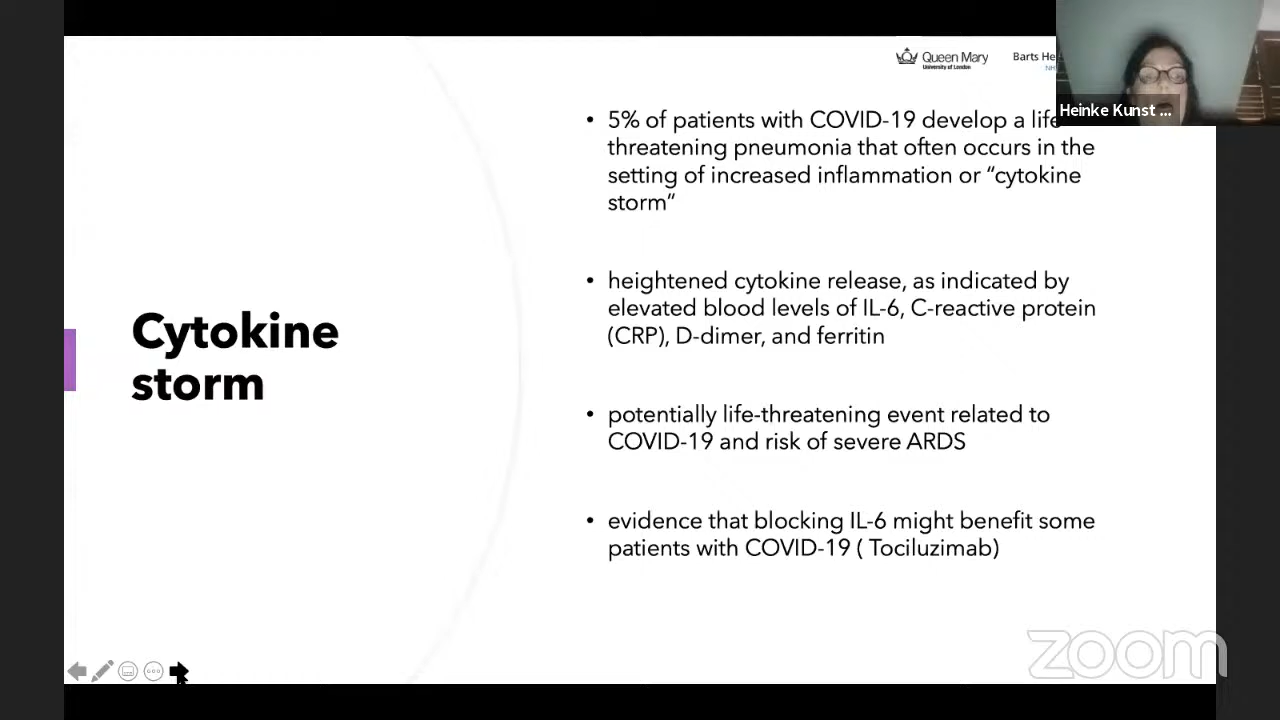 Queen Mary
University of London
Barts He
NH
Heinke Kunst ...
• 5% of patients with COVID-19 develop a life
threatening pneumonia that often occurs in the
setting of increased inflammation or “cytokine
storm“
• heightened cytokine release, as indicated by
elevated blood levels of IL-6, C-reactive protein
(CRP), D-dimer, and ferritin
Cytokine
storm
• potentially life-threatening event related to
COVID-19 and risk of severe ARDS
• evidence that blocking IL-6 might benefit some
patients with COVID-19 ( Tociluzimab)
zoom